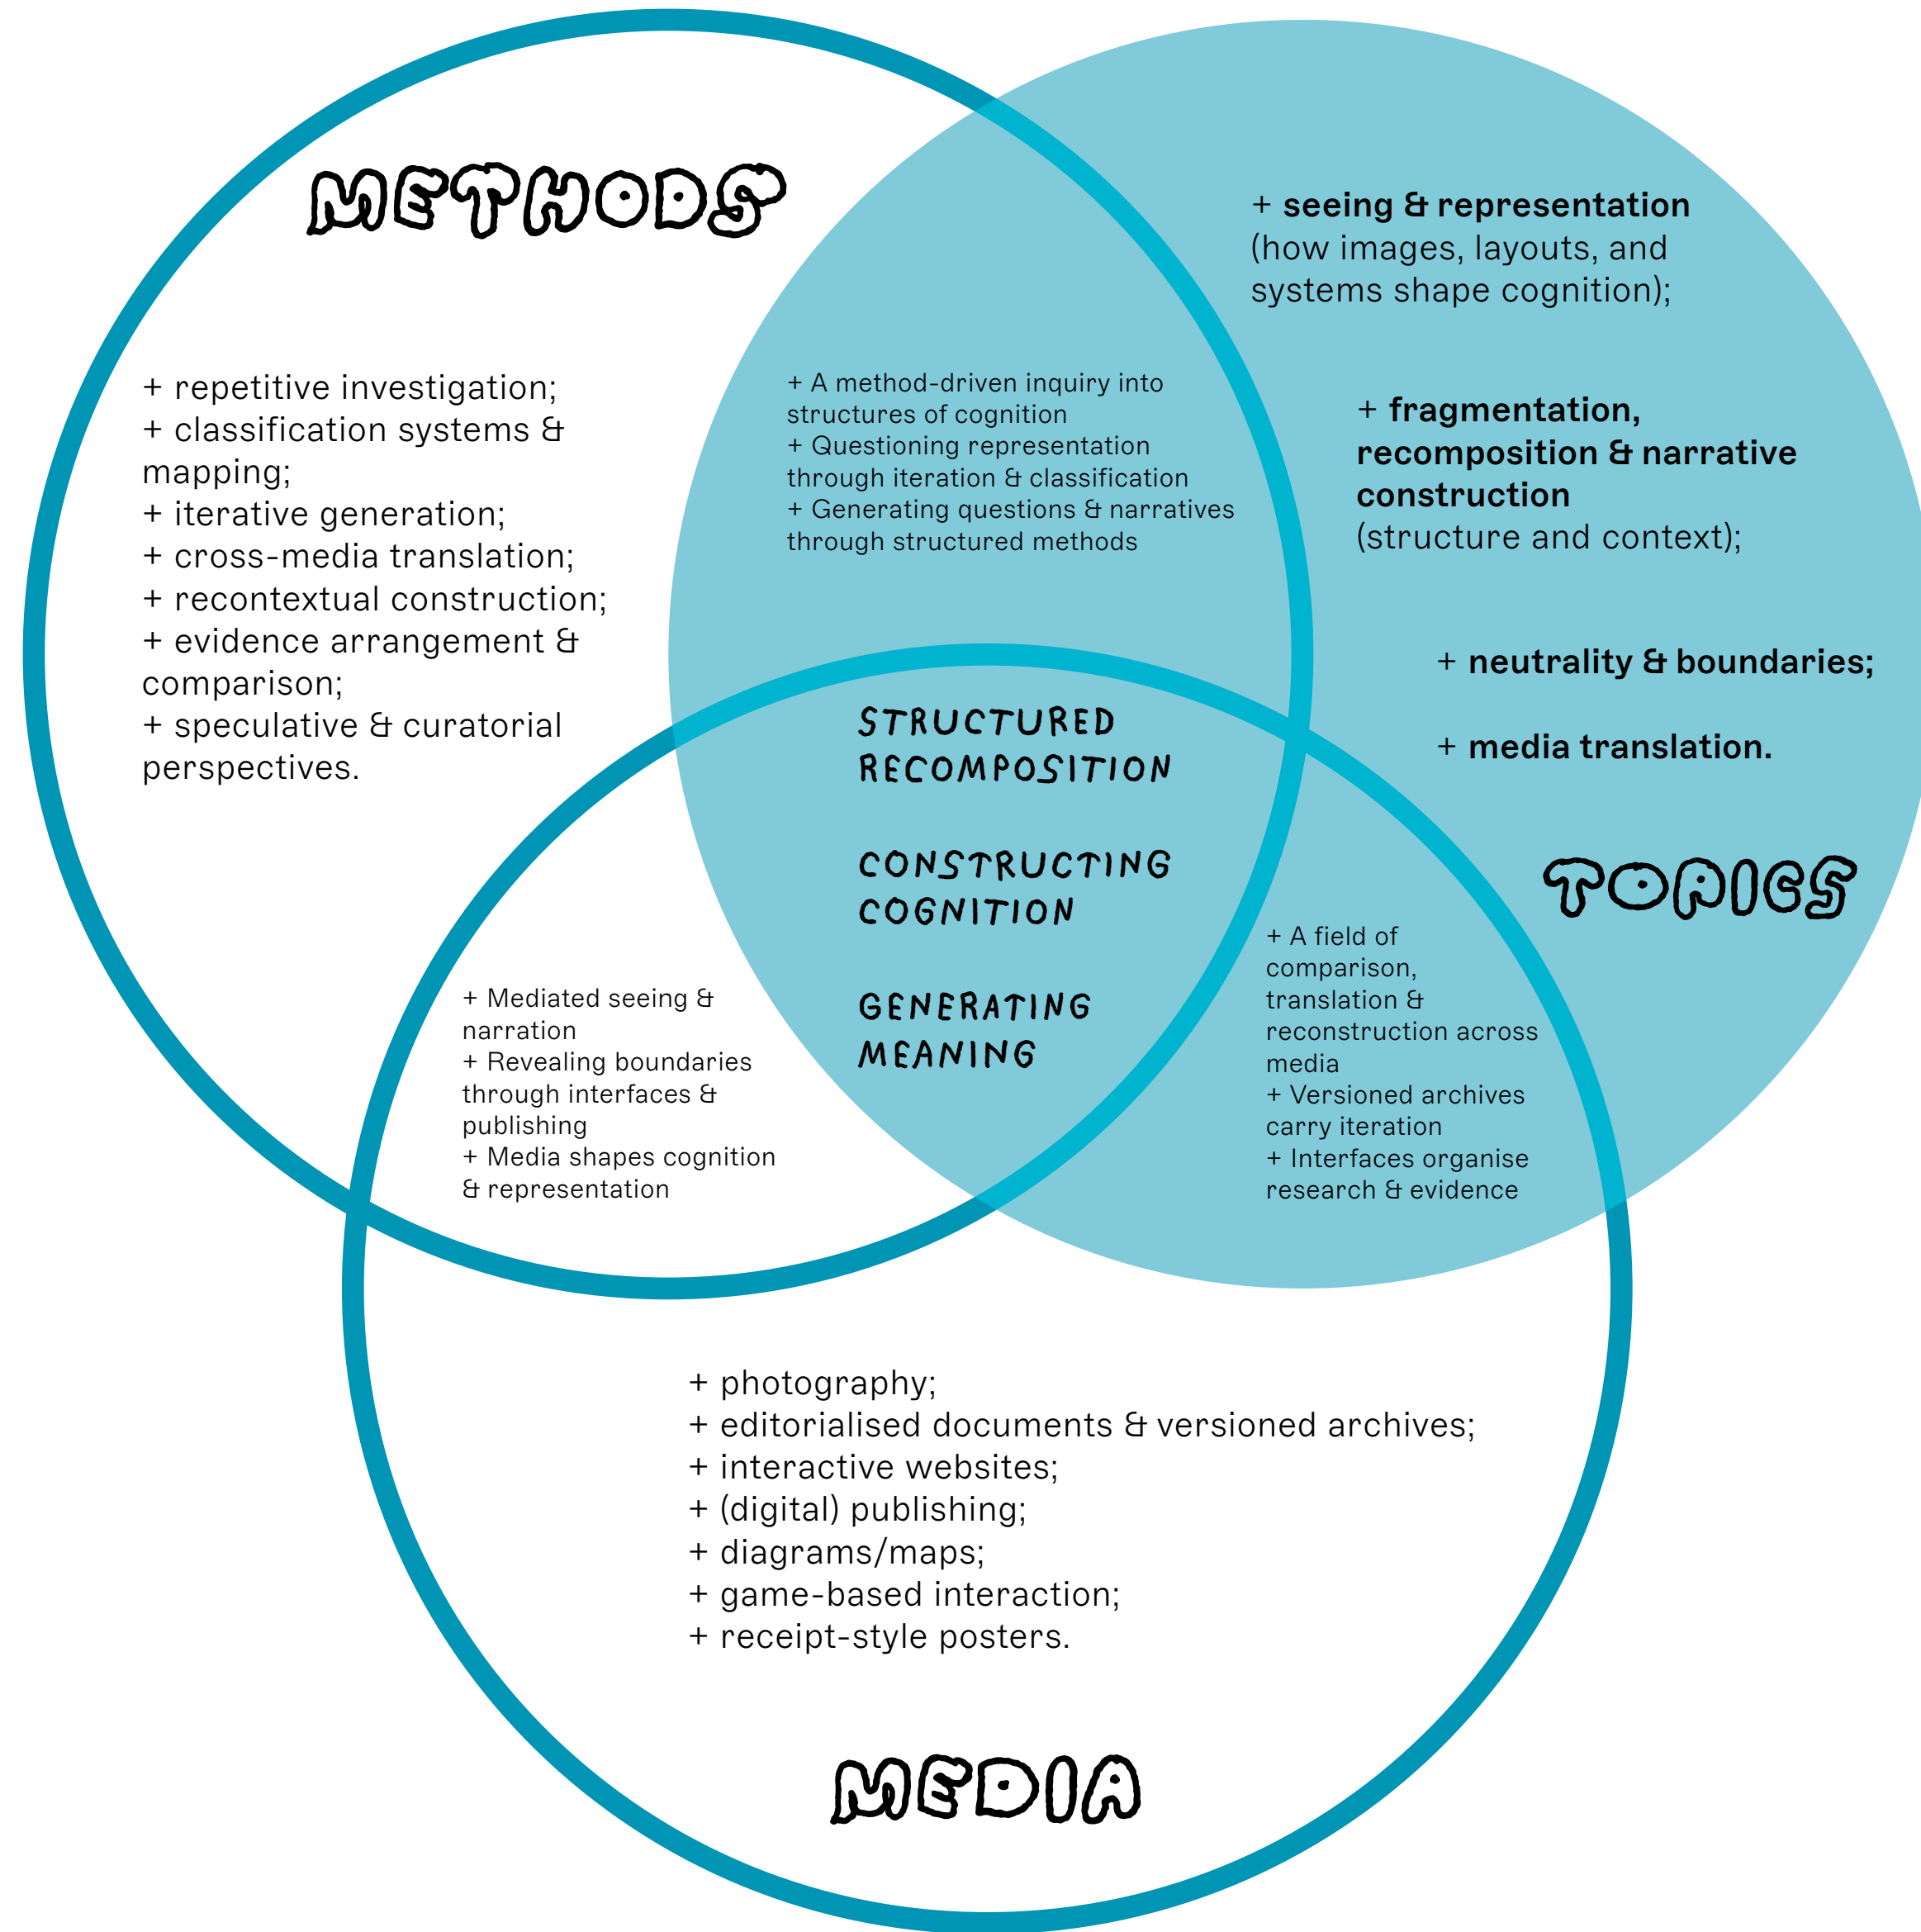 METHODS
+ repetitive investigation;
+ classification systems &
mapping;
+ iterative generation;
+ cross-media translation;
+ recontextual construction;
+ evidence arrangement &
comparison;
+ speculative & curatorial
perspectives.
+ A method-driven inquiry into
structures of cognition
+ Questioning representation
through iteration & classification
+ Generating questions & narratives
through structured methods
+ seeing & representation
(how images, layouts, and
systems shape cognition);
+ fragmentation,
recomposition & narrative
construction
(structure and context);
+ neutrality & boundaries;
+ media translation.
TOPICS
STRUCTURED
RECOMPOSITION
CONSTRUCTING
COGNITION
GENERATING
MEANING
+ Mediated seeing &
narration
+ Revealing boundaries
through interfaces &
publishing
+ Media shapes cognition
& representation
+ A field of
comparison,
translation &
reconstruction across
media
+ Versioned archives
carry iteration
+ Interfaces organise
research & evidence
+ photography;
+ editorialised documents & versioned archives;
+ interactive websites;
+ (digital) publishing;
+ diagrams/maps;
+ game-based interaction;
+ receipt-style posters.
MEDIA